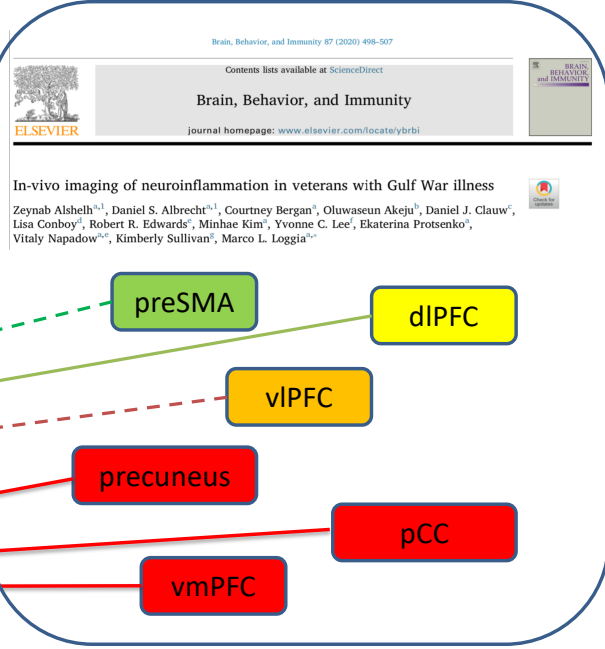 Brain, Behavior, and Immunity 87 (2020) 498–507
Contents lists available at ScienceDirect
Brain, Behavior, and Immunity
journal homepage: www.elsevier.com/locate/ybrbi
ELSEVIER
BRAIN,
BEHAVIOR,
and IMMUNITY
In-vivo imaging of neuroinflammation in veterans with Gulf War illness
Check for
updates
Zeynab Alshelh a,1, Daniel S. Albrecht a,1, Courtney Bergan a, Oluwaseun Akeju b, Daniel J. Clauw c,
Lisa Conboy d, Robert R. Edwards e, Minhae Kim a, Yvonne C. Lee f, Ekaterina Protsenko a,
Vitaly Napadow a,e, Kimberly Sullivan g, Marco L. Loggia a,*
preSMA
dlPFC
vlPFC
precuneus
pCC
vmPFC